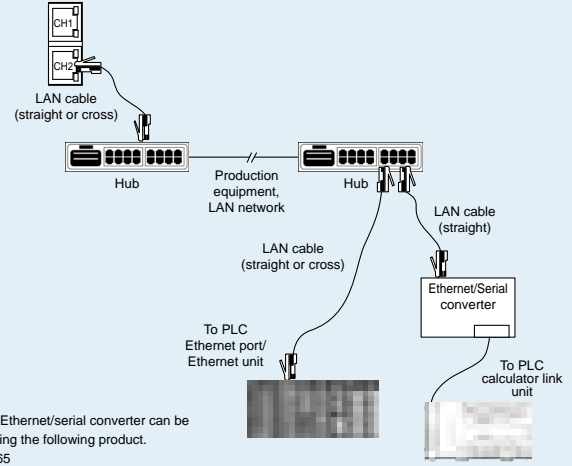 CH1
CH2
LAN cable
(straight or cross)
Hub
Production
equipment,
LAN network
Hub
LAN cable
(straight)
LAN cable
(straight or cross)
Ethernet/Serial
converter
To PLC
Ethernet port/
Ethernet unit
To PLC
calculator link
unit
Ethernet/serial converter can be
ing the following product.
65